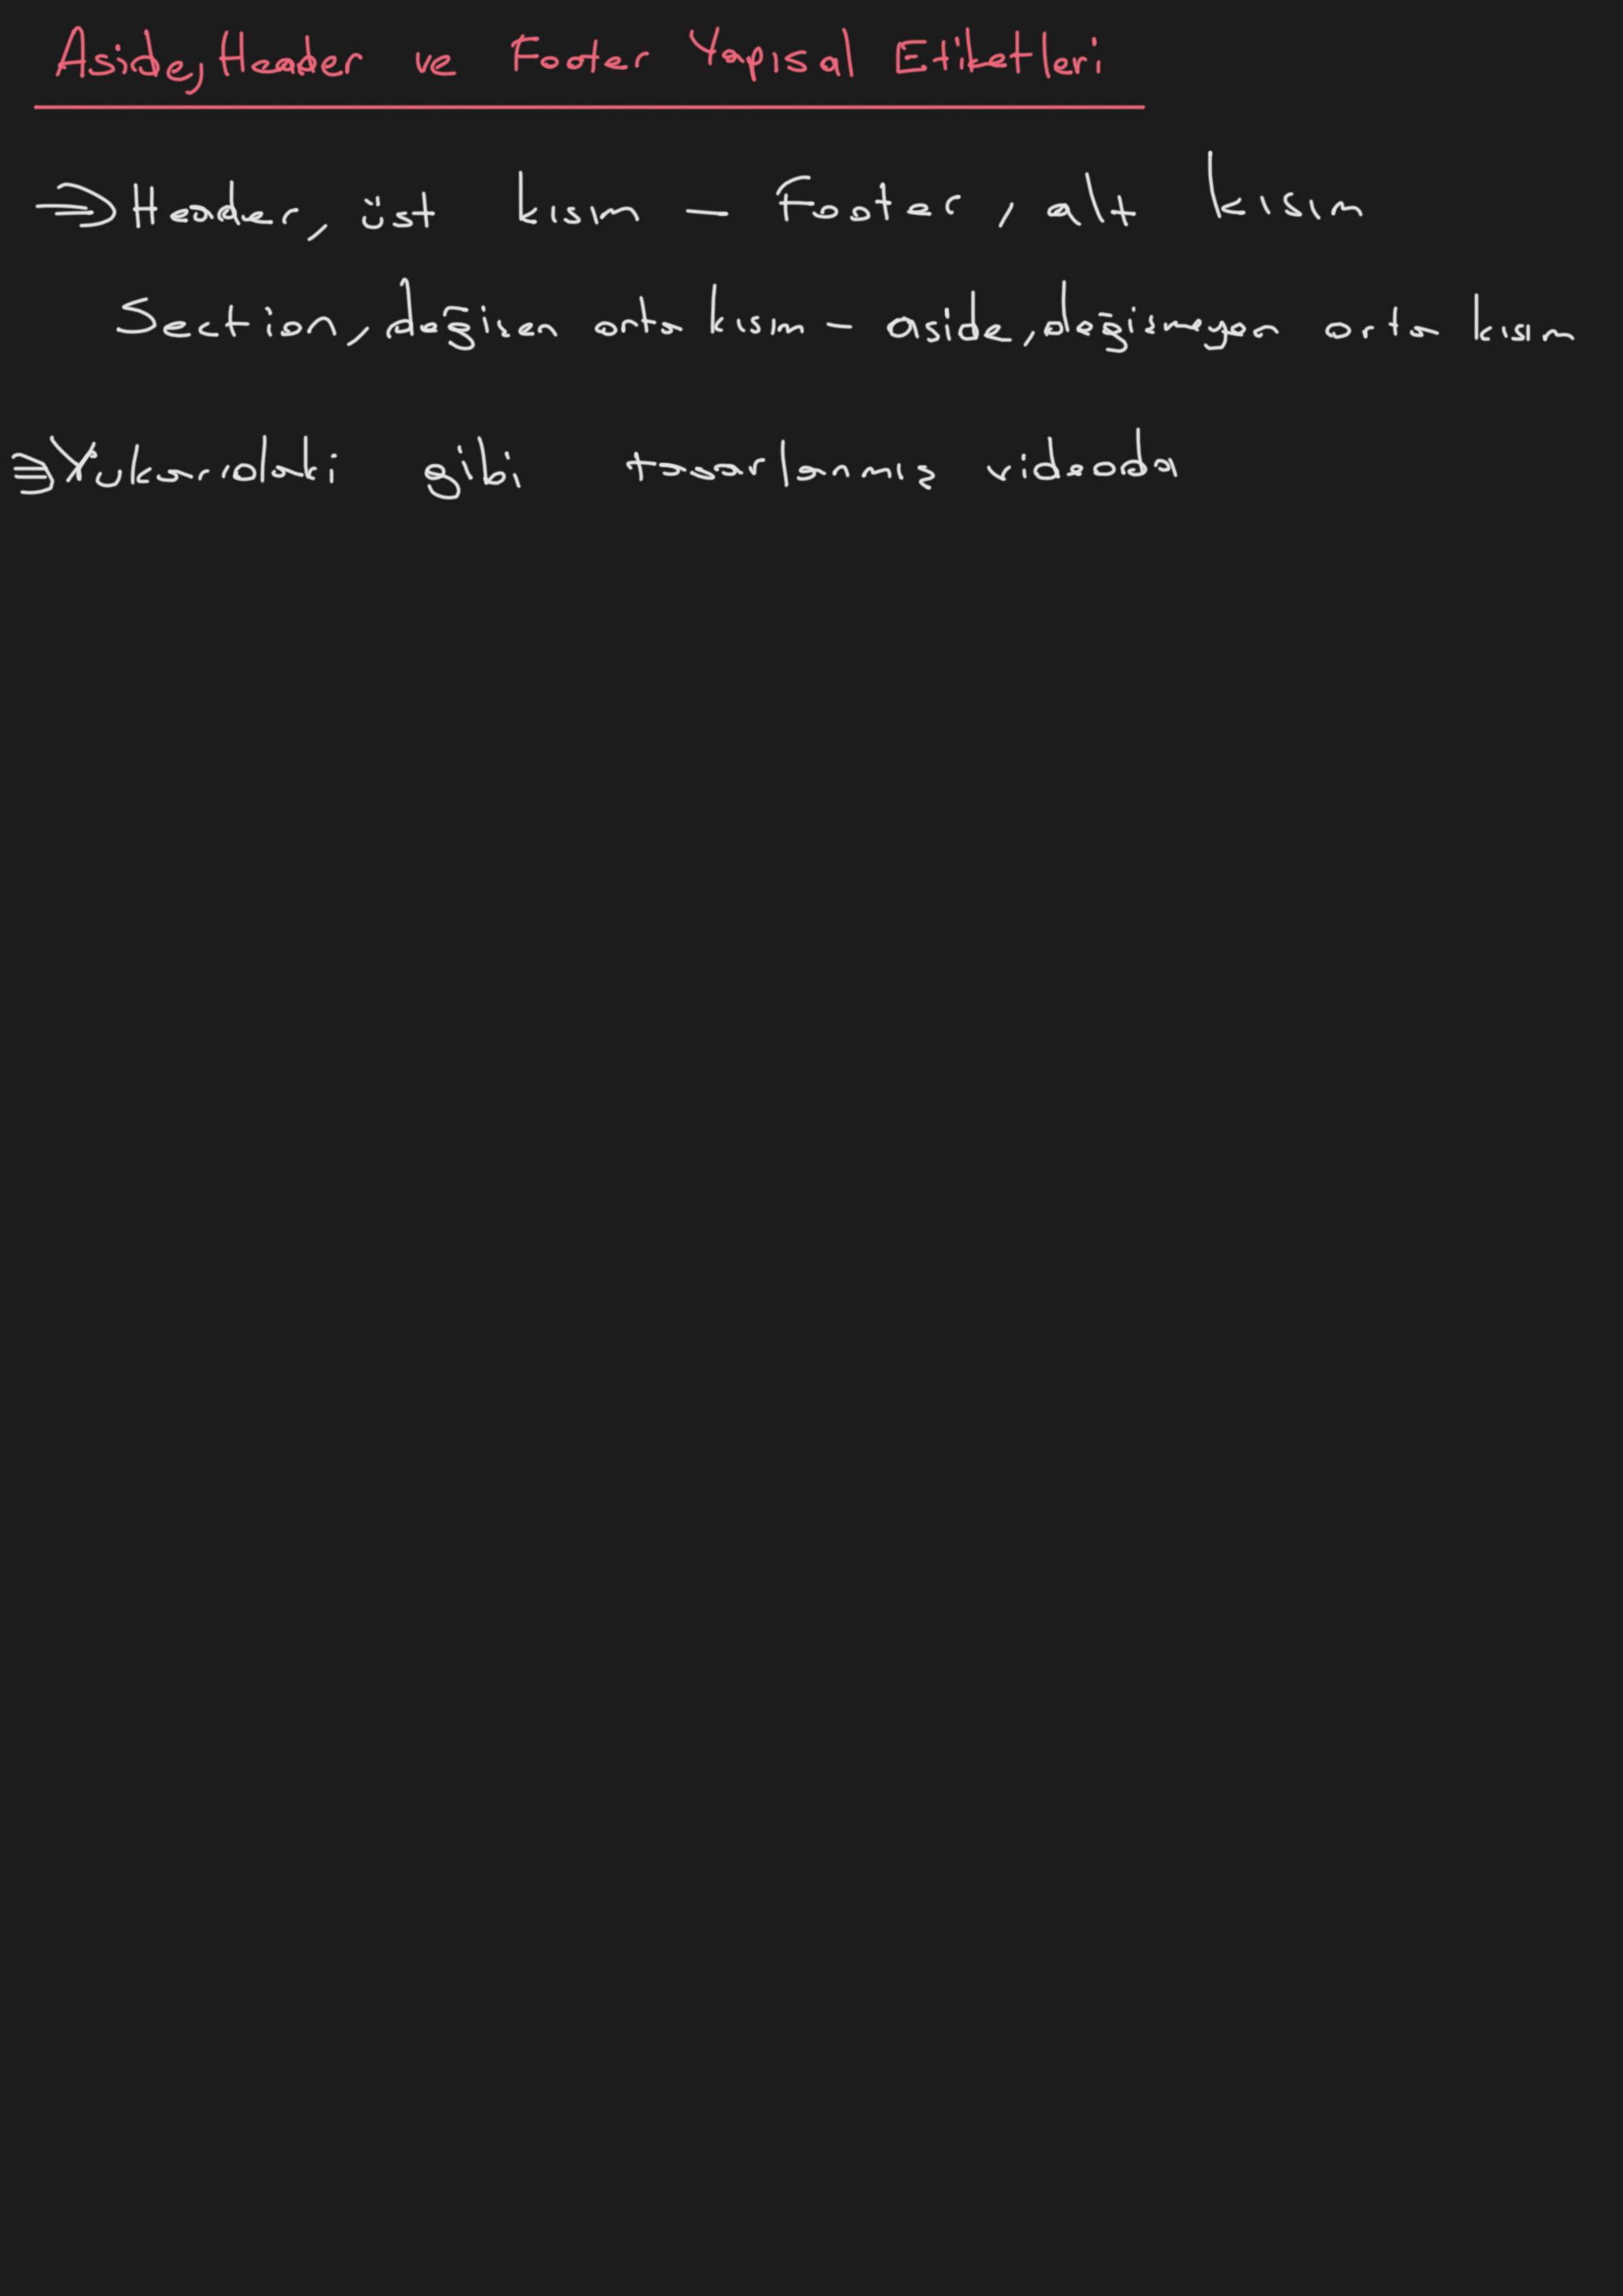 Aside, Header ve Footer Yapısal Etiketleri
⇒ Header, üst kısım — Footer, alt kısım
Section, değişen orta kısım — aside, değişmeyen orta kısım
⇒ Yukarıdaki gibi tasarlanmış videoda